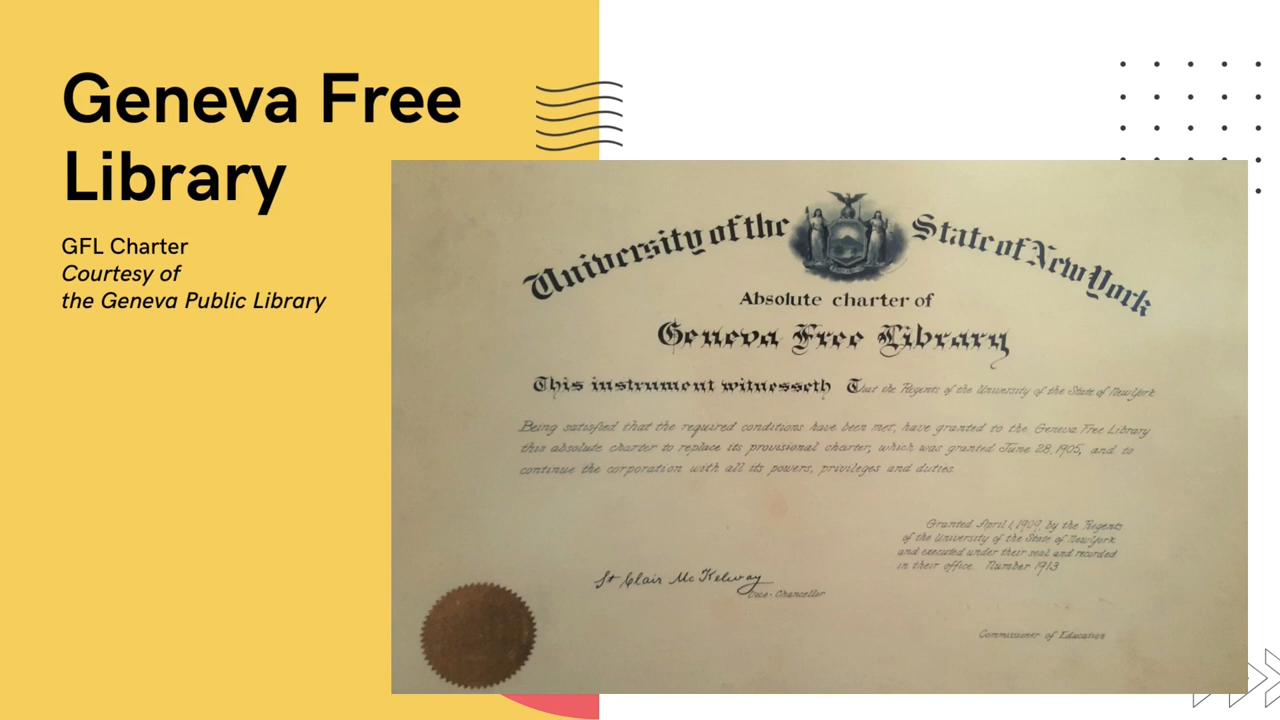 Geneva Free
Library
GFL Charter
Courtesy of
the Geneva Public Library
University of the State of New York
Absolute charter of
Geneva Free Library
This instrument witnesseth That the Regents of the University of the State of New York
Being satisfied that the required conditions have been met, have granted to the Geneva Free Library
this absolute charter to replace its provisional charter, which was granted June 28, 1905, and to
continue the corporation with all its powers, privileges and duties.
Granted April 1, 1909, by the Regents
of the University of the State of New York
and executed under their seal and recorded
in their office. Number 1913
St Clair McKelway
Vice-Chancellor
Commissioner of Education